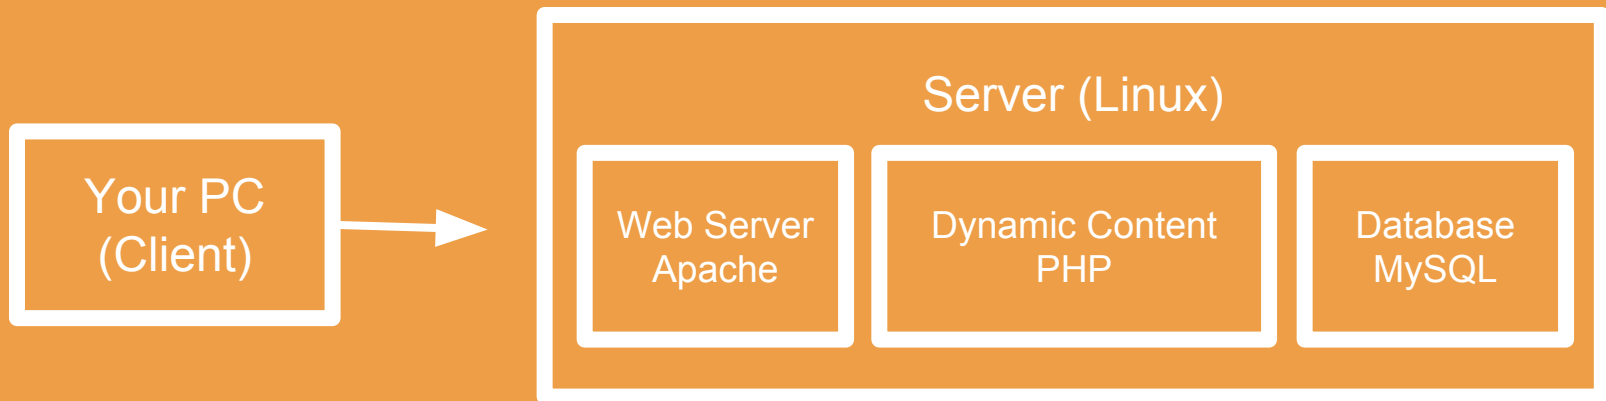 Server (Linux)
Your PC
(Client)
Web Server
Apache
Dynamic Content
PHP
Database
MySQL